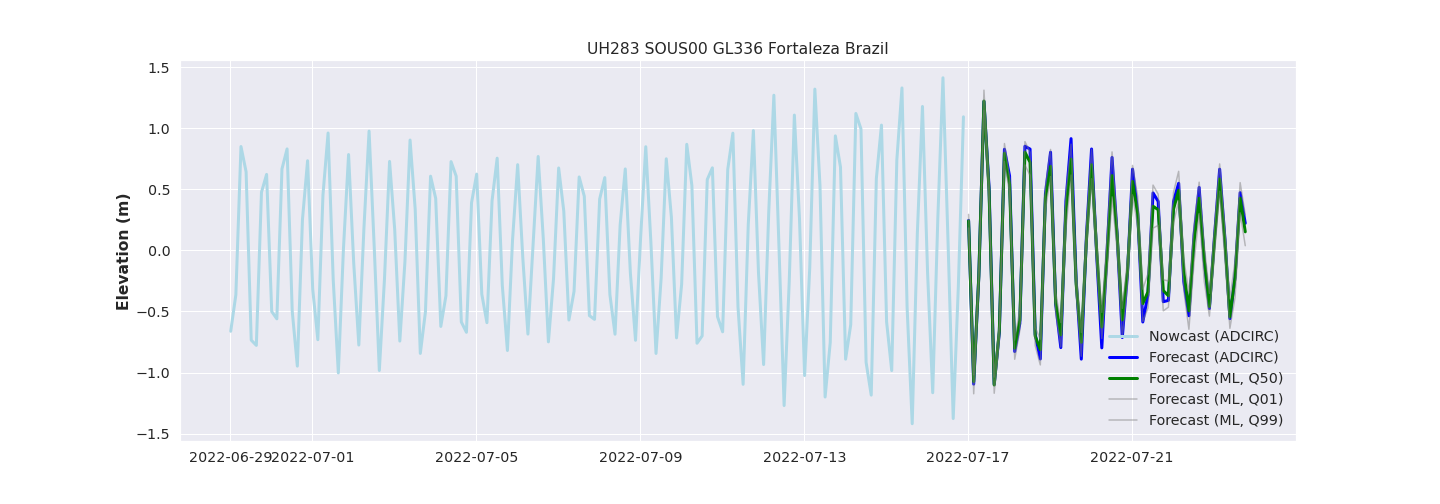 UH283 SOUS00 GL336 Fortaleza Brazil
Elevation (m)
1.5
1.0
0.5
0.0
−0.5
−1.0
−1.5
Nowcast (ADCIRC)
Forecast (ADCIRC)
Forecast (ML, Q50)
Forecast (ML, Q01)
Forecast (ML, Q99)
2022-06-29 2022-07-01 2022-07-05 2022-07-09 2022-07-13 2022-07-17 2022-07-21